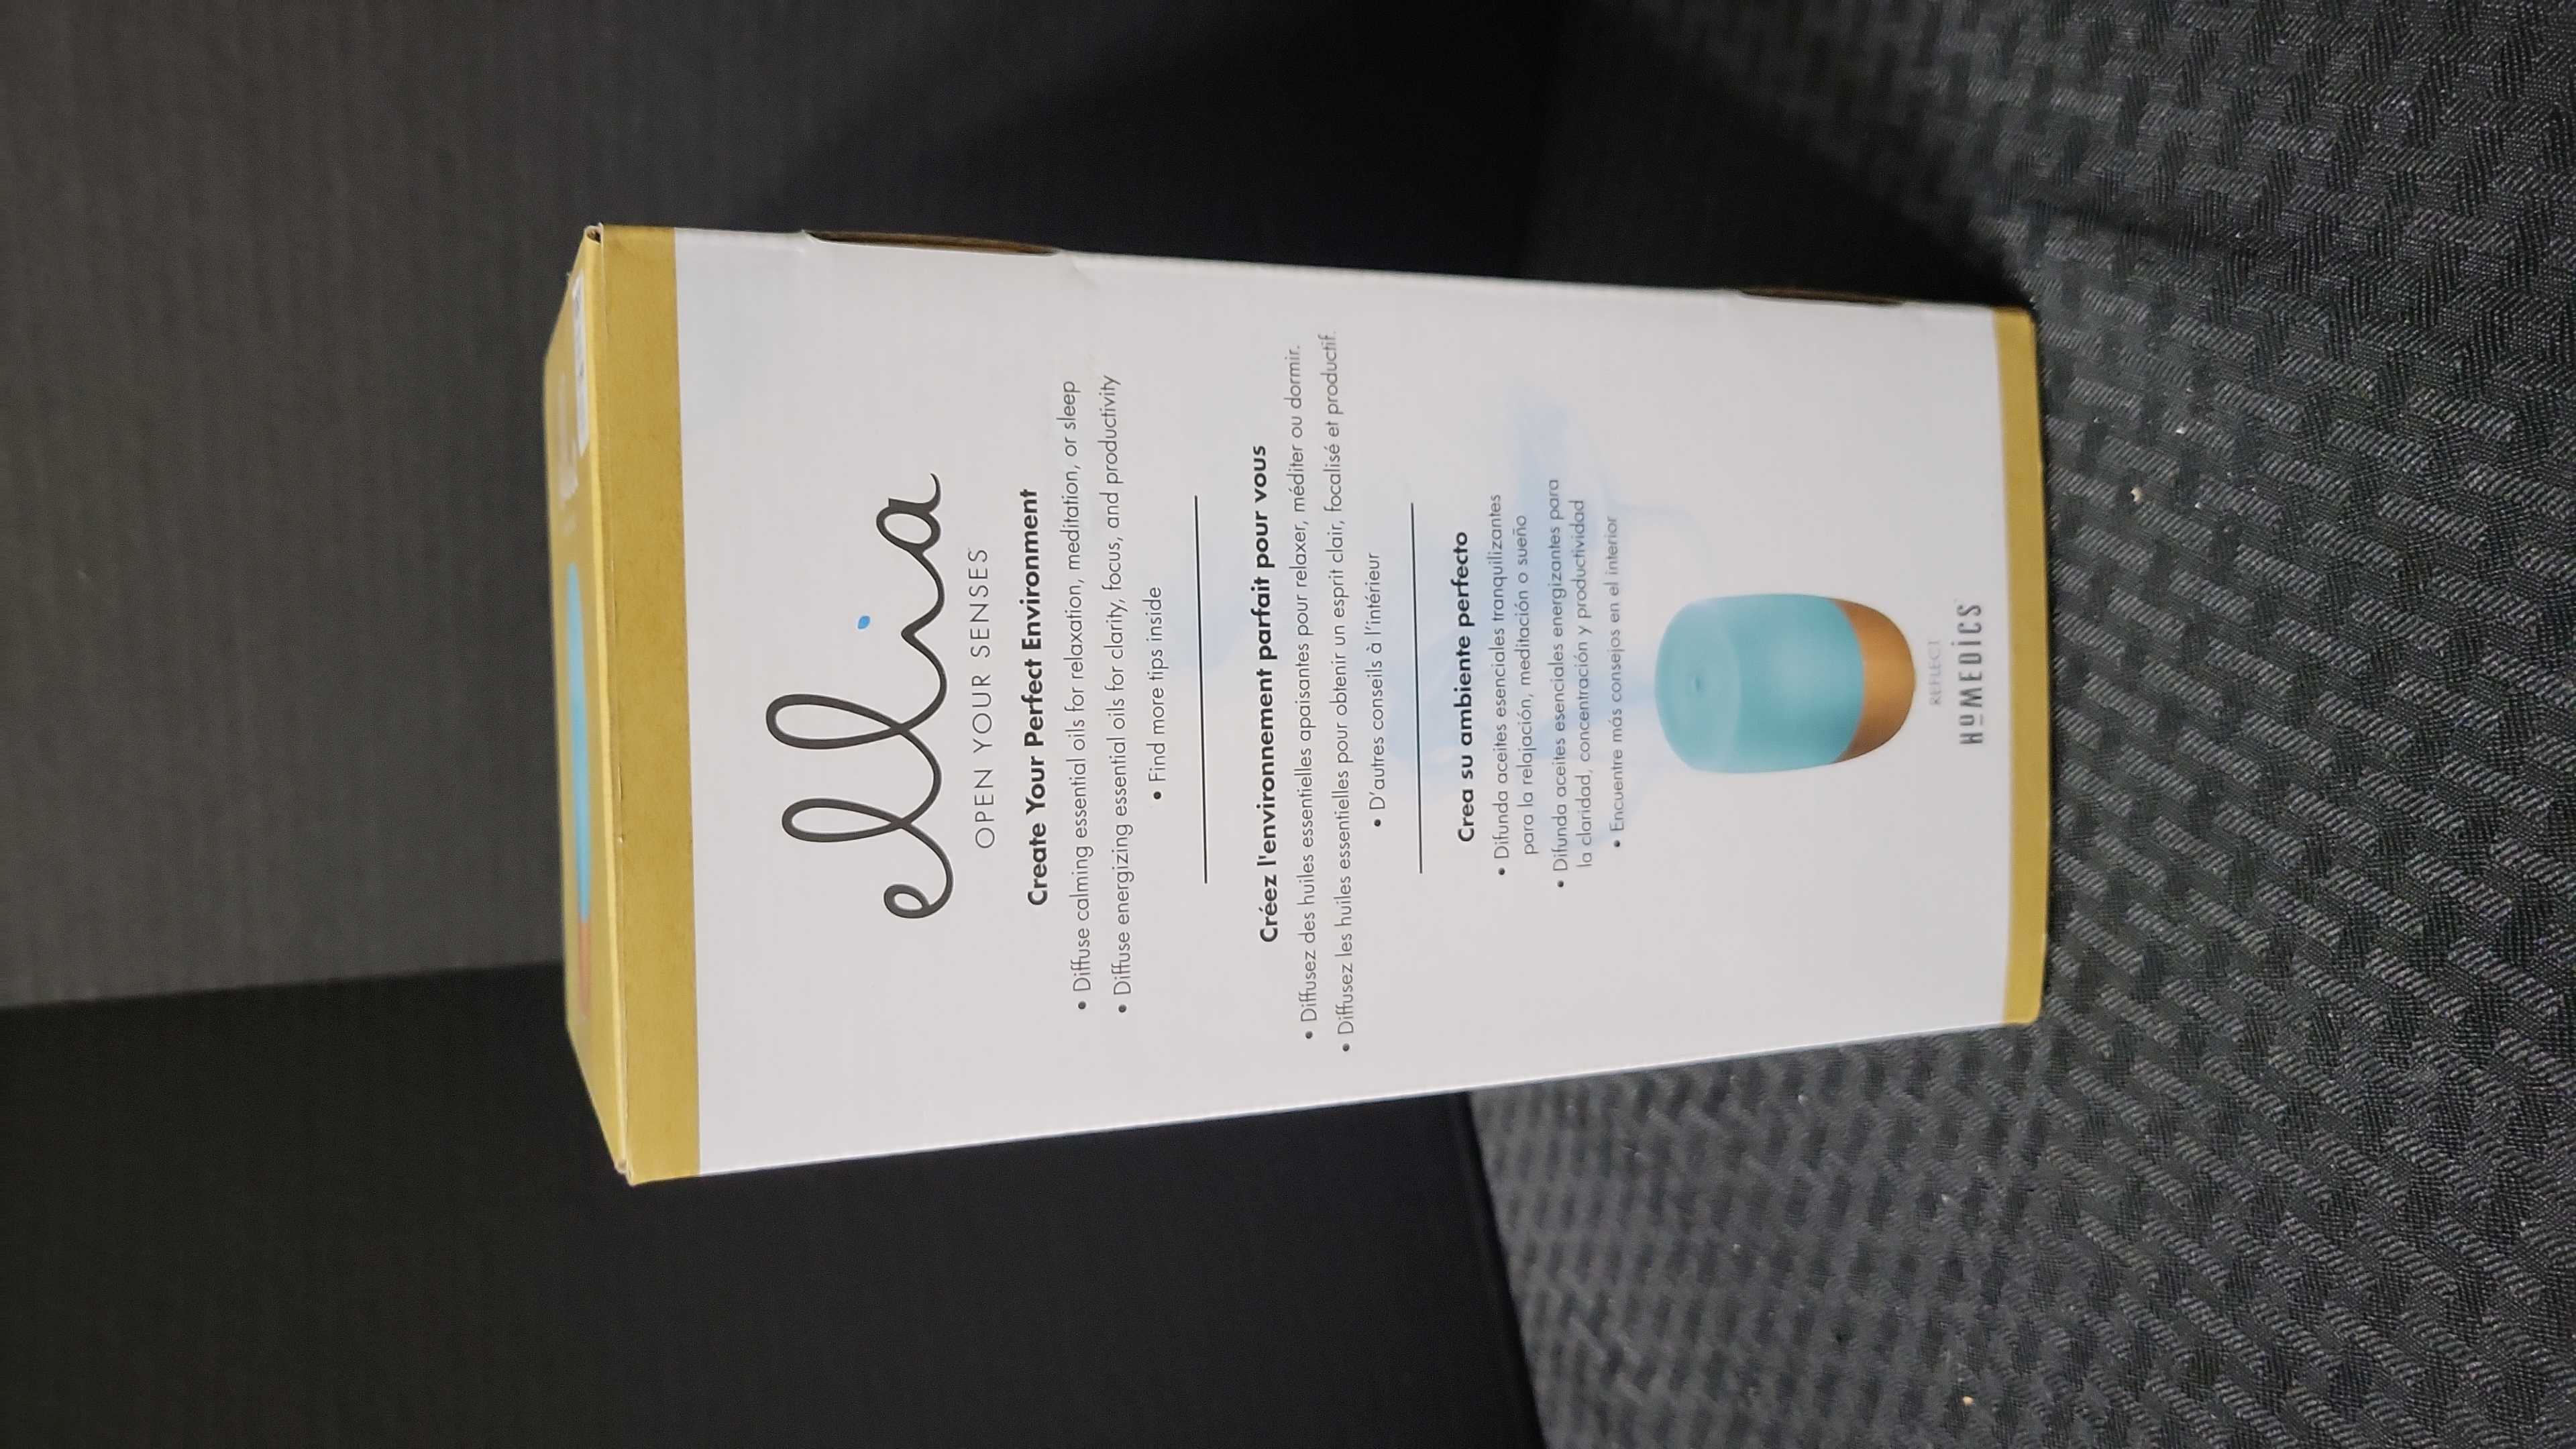 ellia
OPEN YOUR SENSES
Create Your Perfect Environment
• Diffuse calming essential oils for relaxation, meditation, or sleep
• Diffuse energizing essential oils for clarity, focus, and productivity
• Find more tips inside
Créez l'environnement parfait pour vous
• Diffusez des huiles essentielles apaisantes pour relaxer, méditer ou dormir.
• Diffusez les huiles essentielles pour obtenir un esprit clair, focalisé et productif.
• D'autres conseils à l'intérieur
Crea su ambiente perfecto
• Difunda aceites esenciales tranquilizantes
para la relajación, meditación o sueño
• Difunda aceites esenciales energizantes para
la claridad, concentración y productividad
• Encuentre más consejos en el interior
REFLECT
HOMEDICS